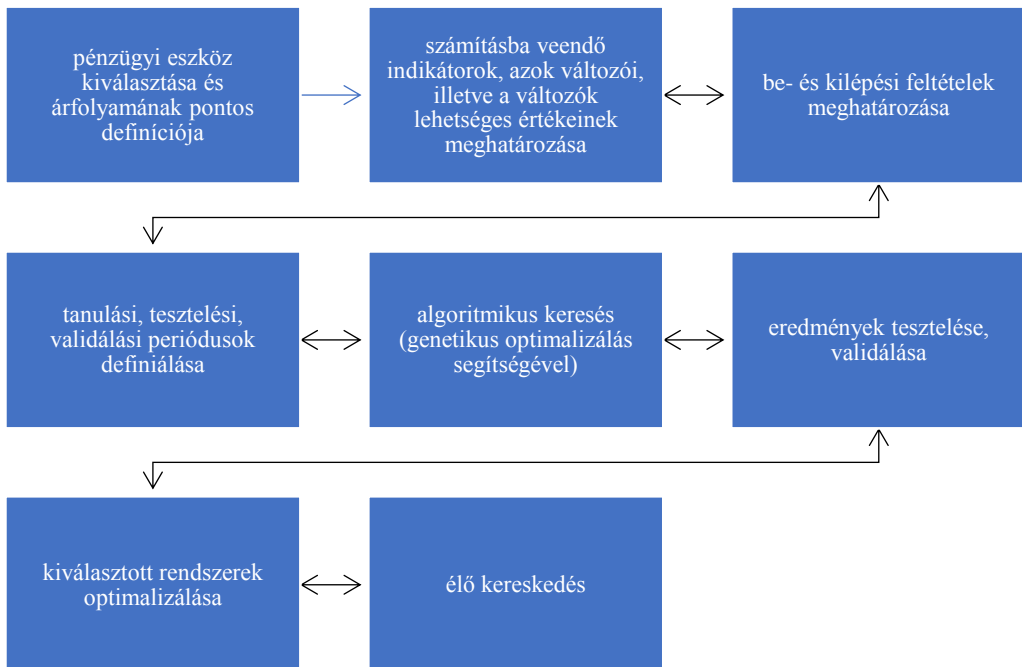 pénzügyi eszköz
kiválasztása és
árfolyamának pontos
definíciója
számításba veendő
indikátorok, azok változói,
illetve a változók
lehetséges értékeinek
meghatározása
be- és kilépési feltételek
meghatározása
tanulási, tesztelési,
validálási periódusok
definiálása
algoritmikus keresés
(genetikus optimalizálás
segítségével)
eredmények tesztelése,
validálása
kiválasztott rendszerek
optimalizálása
élő kereskedés